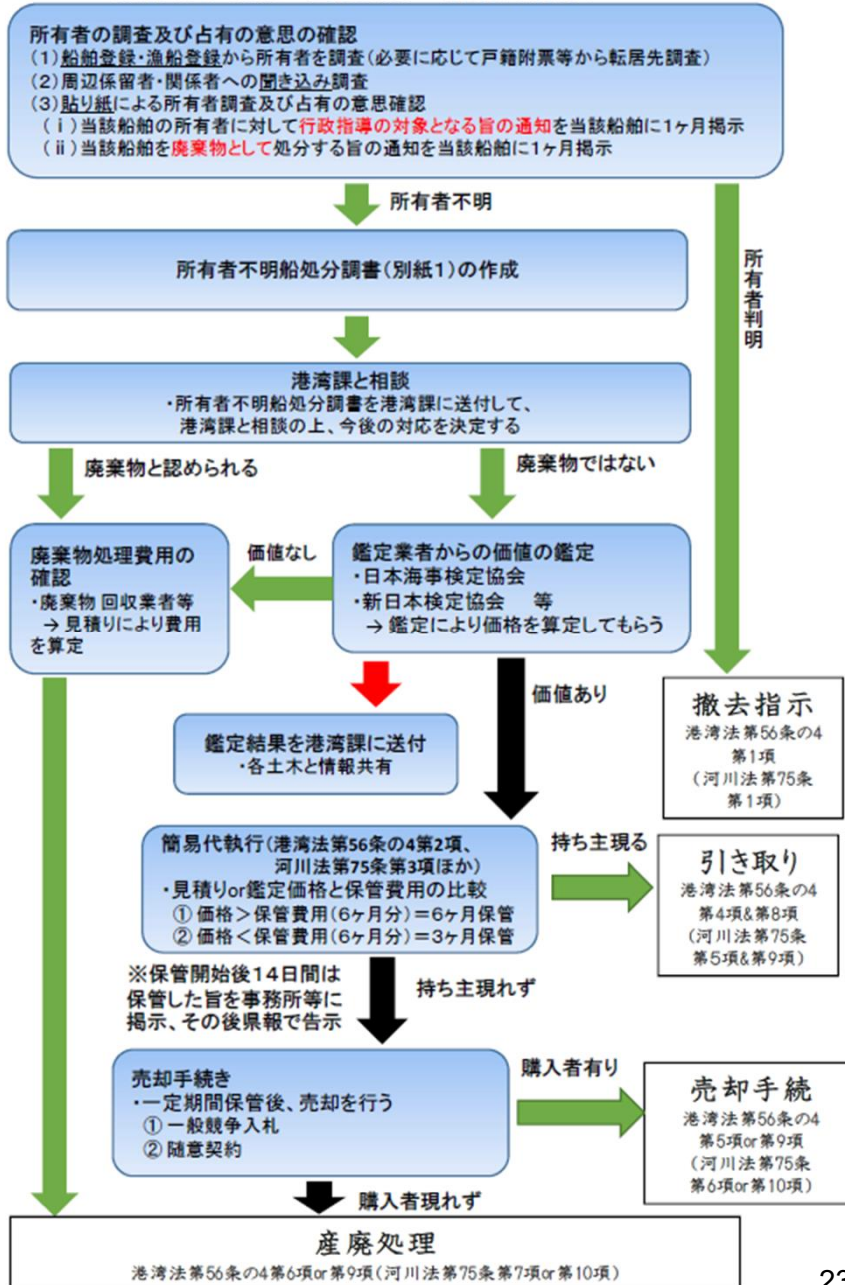 所有者の調査及び占有の意思の確認
(1)船舶登録・漁船登録から所有者を調査(必要に応じて戸籍附票等から転居先調査)
(2)周辺係留者・関係者への聞き込み調査
(3)貼り紙による所有者調査及び占有の意思確認
(ⅰ)当該船舶の所有者に対して行政指導の対象となる旨の通知を当該船舶に1ヶ月掲示
(ⅱ)当該船舶を廃棄物として処分する旨の通知を当該船舶に1ヶ月掲示
所有者不明
所有者判明
所有者不明船処分調書(別紙1)の作成
港湾課と相談
・所有者不明船処分調書を港湾課に送付して、
港湾課と相談の上、今後の対応を決定する
廃棄物と認められる
廃棄物ではない
廃棄物処理費用の
確認
・廃棄物 回収業者等
→ 見積りにより費用
を算定
価値なし
鑑定業者からの価値の鑑定
・日本海事検定協会
・新日本検定協会 等
→ 鑑定により価格を算定してもらう
価値あり
撤去指示
港湾法第56条の4
第1項
(河川法第75条
第1項)
鑑定結果を港湾課に送付
・各土木と情報共有
簡易代執行(港湾法第56条の4第2項、
河川法第75条第3項ほか)
・見積りor鑑定価格と保管費用の比較
① 価格>保管費用(6ヶ月分)=6ヶ月保管
② 価格<保管費用(6ヶ月分)=3ヶ月保管
持ち主現る
引き取り
港湾法第56条の4
第4項&第8項
(河川法第75条
第5項&第9項)
※保管開始後14日間は
保管した旨を事務所等に
掲示、その後県報で告示
持ち主現れず
売却手続き
・一定期間保管後、売却を行う
① 一般競争入札
② 随意契約
購入者有り
売却手続
港湾法第56条の4
第5項or第9項
(河川法第75条
第6項or第10項)
購入者現れず
産廃処理
港湾法第56条の4第6項or第9項(河川法第75条第7項or第10項)
23